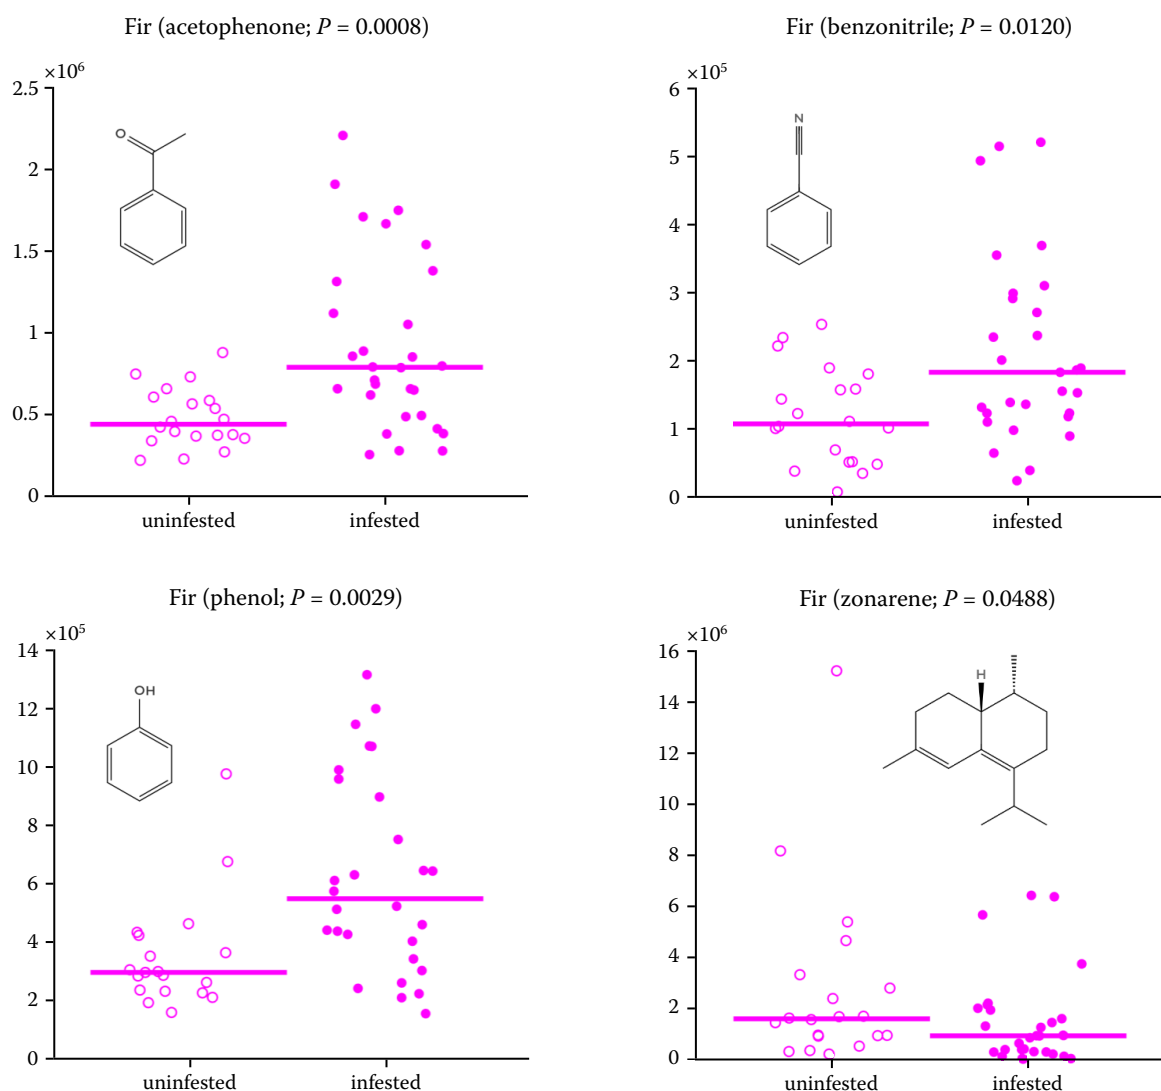 Fir (acetophenone; P = 0.0008)
×10⁶
2.5
2
1.5
1
0.5
0
O
uninfested infested
Fir (benzonitrile; P = 0.0120)
×10⁵
6
5
4
3
2
1
0
N
uninfested infested
Fir (phenol; P = 0.0029)
×10⁵
14
12
10
8
6
4
2
0
OH
uninfested infested
Fir (zonarene; P = 0.0488)
×10⁶
16
14
12
10
8
6
4
2
0
H
uninfested infested